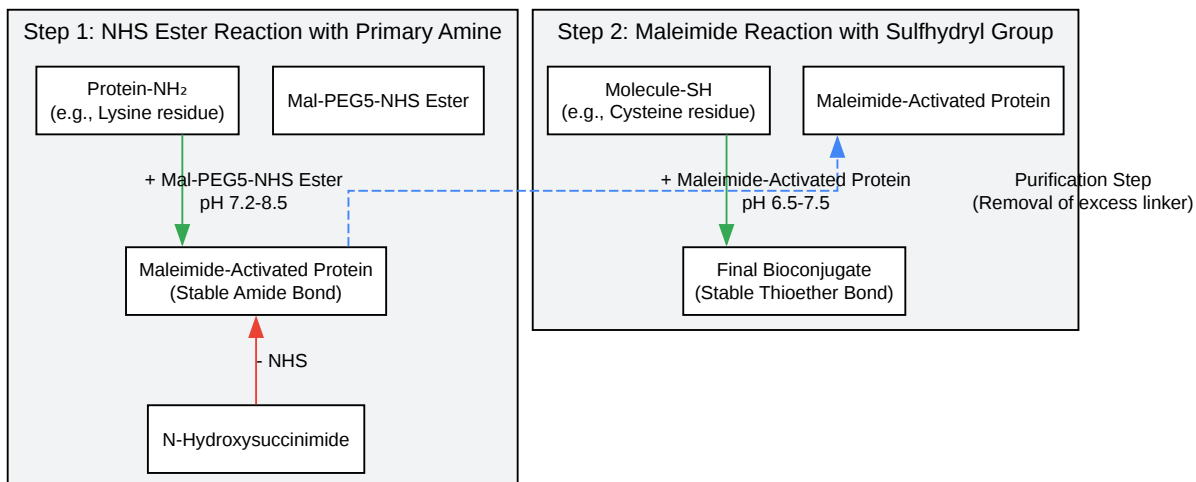 Step 1: NHS Ester Reaction with Primary Amine
Protein-NH₂
(e.g., Lysine residue)
Mal-PEG5-NHS Ester
+ Mal-PEG5-NHS Ester
pH 7.2-8.5
Maleimide-Activated Protein
(Stable Amide Bond)
- NHS
N-Hydroxysuccinimide
Step 2: Maleimide Reaction with Sulfhydryl Group
Molecule-SH
(e.g., Cysteine residue)
Maleimide-Activated Protein
+ Maleimide-Activated Protein
pH 6.5-7.5
Purification Step
(Removal of excess linker)
Final Bioconjugate
(Stable Thioether Bond)